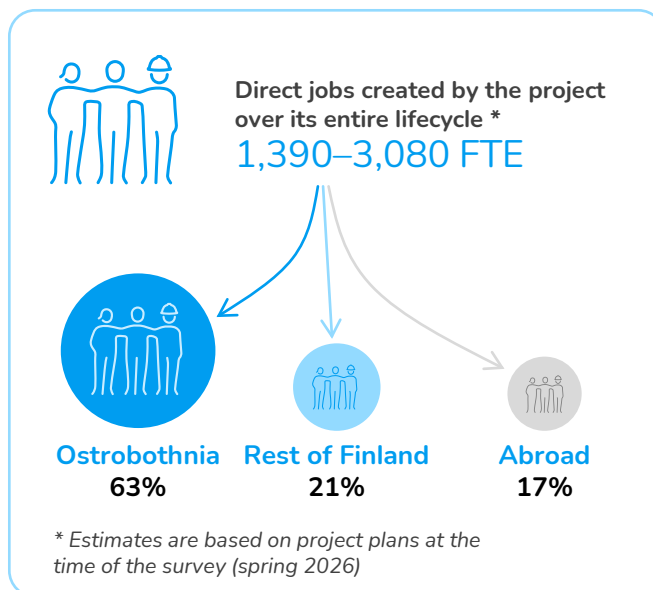 Direct jobs created by the project
over its entire lifecycle *
1,390–3,080 FTE
Ostrobothnia
63%
Rest of Finland
21%
Abroad
17%
* Estimates are based on project plans at the
time of the survey (spring 2026)